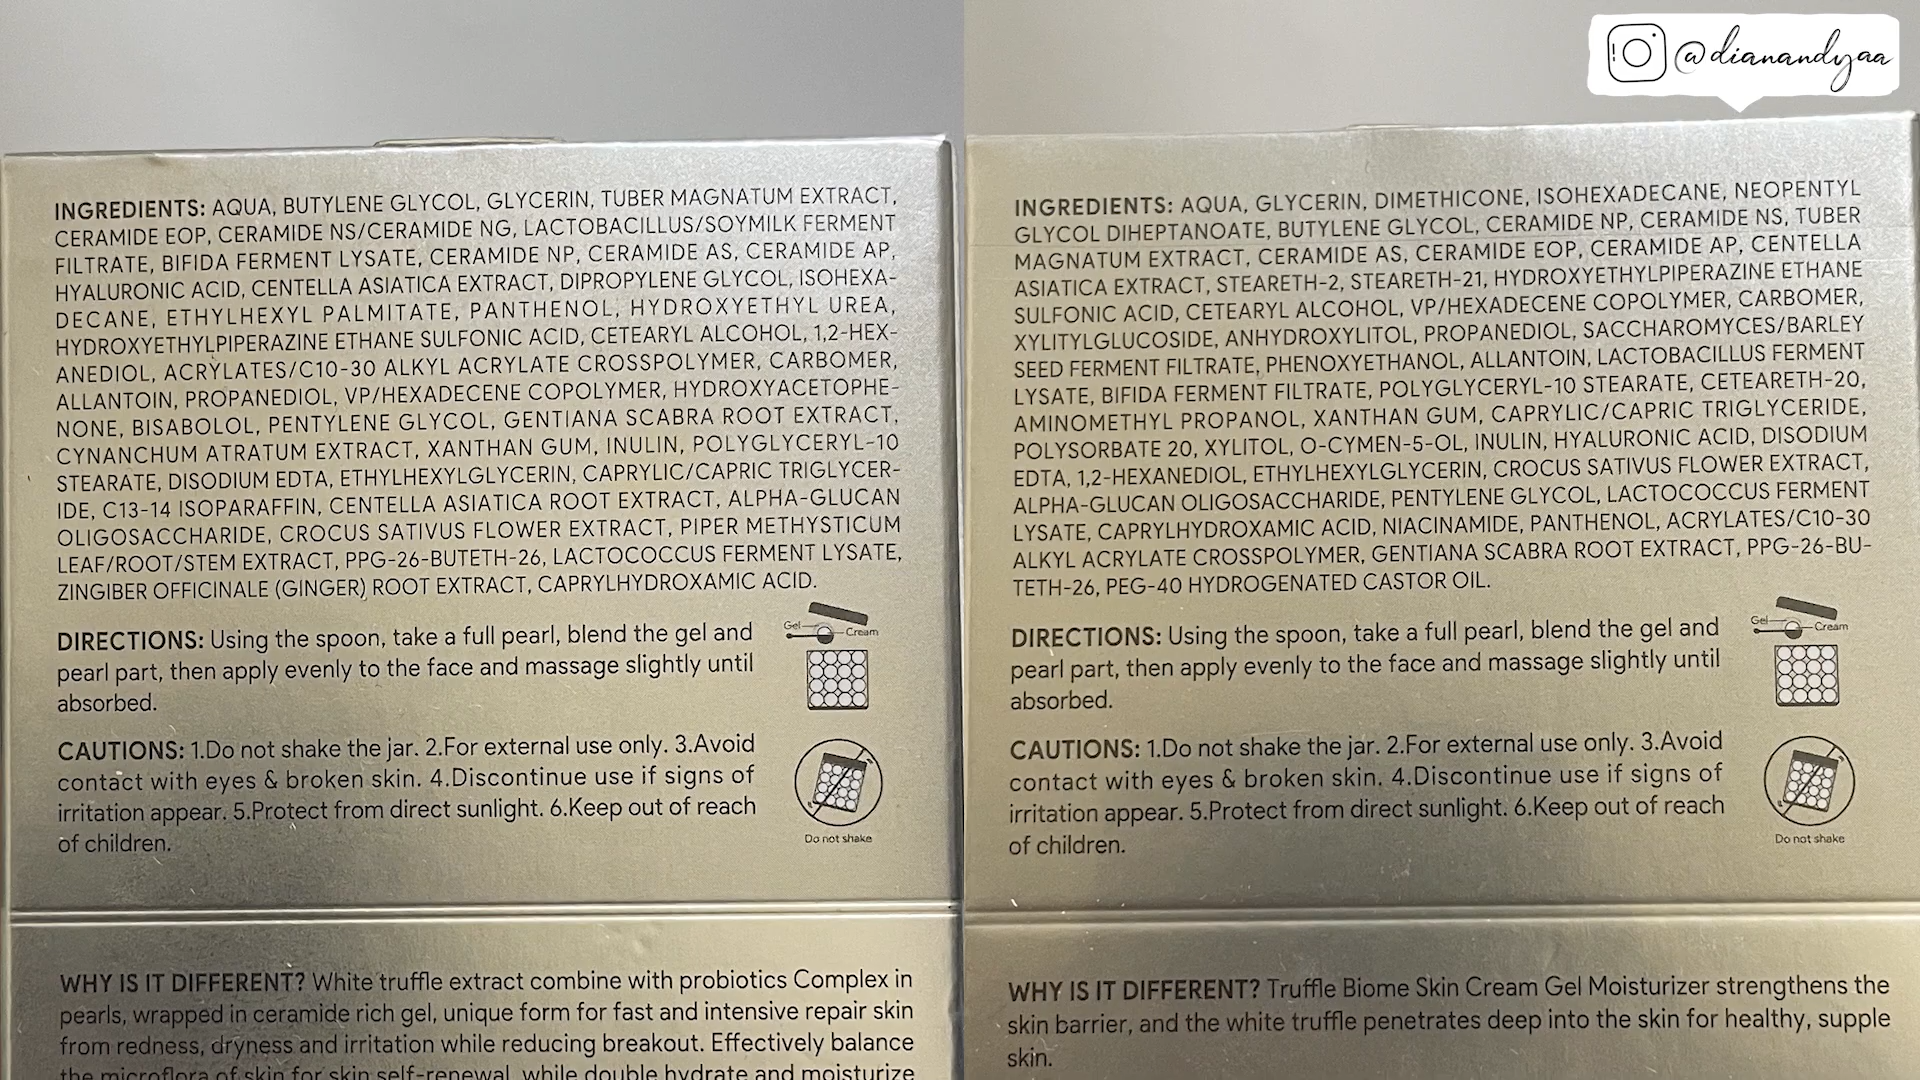 @dianandyaa
INGREDIENTS: AQUA, BUTYLENE GLYCOL, GLYCERIN, TUBER MAGNATUM EXTRACT,
CERAMIDE EOP, CERAMIDE NS/CERAMIDE NG, LACTOBACILLUS/SOYMILK FERMENT
FILTRATE, BIFIDA FERMENT LYSATE, CERAMIDE NP, CERAMIDE AS, CERAMIDE AP,
HYALURONIC ACID, CENTELLA ASIATICA EXTRACT, DIPROPYLENE GLYCOL, ISOHEXA-
DECANE, ETHYLHEXYL PALMITATE, PANTHENOL, HYDROXYETHYL UREA,
HYDROXYETHYLPIPERAZINE ETHANE SULFONIC ACID, CETEARYL ALCOHOL, 1,2-HEX-
ANEDIOL, ACRYLATES/C10-30 ALKYL ACRYLATE CROSSPOLYMER, CARBOMER,
ALLANTOIN, PROPANEDIOL, VP/HEXADECENE COPOLYMER, HYDROXYACETOPHE-
NONE, BISABOLOL, PENTYLENE GLYCOL, GENTIANA SCABRA ROOT EXTRACT,
CYNANCHUM ATRATUM EXTRACT, XANTHAN GUM, INULIN, POLYGLYCERYL-10
STEARATE, DISODIUM EDTA, ETHYLHEXYLGLYCERIN, CAPRYLIC/CAPRIC TRIGLYCER-
IDE, C13-14 ISOPARAFFIN, CENTELLA ASIATICA ROOT EXTRACT, ALPHA-GLUCAN
OLIGOSACCHARIDE, CROCUS SATIVUS FLOWER EXTRACT, PIPER METHYSTICUM
LEAF/ROOT/STEM EXTRACT, PPG-26-BUTETH-26, LACTOCOCCUS FERMENT LYSATE,
ZINGIBER OFFICINALE (GINGER) ROOT EXTRACT, CAPRYLHYDROXAMIC ACID.
DIRECTIONS: Using the spoon, take a full pearl, blend the gel and
pearl part, then apply evenly to the face and massage slightly until
absorbed.
Gel
Cream
CAUTIONS: 1.Do not shake the jar. 2.For external use only. 3.Avoid
contact with eyes & broken skin. 4.Discontinue use if signs of
irritation appear. 5.Protect from direct sunlight. 6.Keep out of reach
of children.
Do not shake
WHY IS IT DIFFERENT? White truffle extract combine with probiotics Complex in
pearls, wrapped in ceramide rich gel, unique form for fast and intensive repair skin
from redness, dryness and irritation while reducing breakout. Effectively balance
the microflora of skin for skin self-renewal, while double hydrate and moisturize
INGREDIENTS: AQUA, GLYCERIN, DIMETHICONE, ISOHEXADECANE, NEOPENTYL
GLYCOL DIHEPTANOATE, BUTYLENE GLYCOL, CERAMIDE NP, CERAMIDE NS, TUBER
MAGNATUM EXTRACT, CERAMIDE AS, CERAMIDE EOP, CERAMIDE AP, CENTELLA
ASIATICA EXTRACT, STEARETH-2, STEARETH-21, HYDROXYETHYLPIPERAZINE ETHANE
SULFONIC ACID, CETEARYL ALCOHOL, VP/HEXADECENE COPOLYMER, CARBOMER,
XYLITYLGLUCOSIDE, ANHYDROXYLITOL, PROPANEDIOL, SACCHAROMYCES/BARLEY
SEED FERMENT FILTRATE, PHENOXYETHANOL, ALLANTOIN, LACTOBACILLUS FERMENT
LYSATE, BIFIDA FERMENT FILTRATE, POLYGLYCERYL-10 STEARATE, CETEARETH-20,
AMINOMETHYL PROPANOL, XANTHAN GUM, CAPRYLIC/CAPRIC TRIGLYCERIDE,
POLYSORBATE 20, XYLITOL, O-CYMEN-5-OL, INULIN, HYALURONIC ACID, DISODIUM
EDTA, 1,2-HEXANEDIOL, ETHYLHEXYLGLYCERIN, CROCUS SATIVUS FLOWER EXTRACT,
ALPHA-GLUCAN OLIGOSACCHARIDE, PENTYLENE GLYCOL, LACTOCOCCUS FERMENT
LYSATE, CAPRYLHYDROXAMIC ACID, NIACINAMIDE, PANTHENOL, ACRYLATES/C10-30
ALKYL ACRYLATE CROSSPOLYMER, GENTIANA SCABRA ROOT EXTRACT, PPG-26-BU-
TETH-26, PEG-40 HYDROGENATED CASTOR OIL.
DIRECTIONS: Using the spoon, take a full pearl, blend the gel and
pearl part, then apply evenly to the face and massage slightly until
absorbed.
Gel
Cream
CAUTIONS: 1.Do not shake the jar. 2.For external use only. 3.Avoid
contact with eyes & broken skin. 4.Discontinue use if signs of
irritation appear. 5.Protect from direct sunlight. 6.Keep out of reach
of children.
Do not shake
WHY IS IT DIFFERENT? Truffle Biome Skin Cream Gel Moisturizer strengthens the
skin barrier, and the white truffle penetrates deep into the skin for healthy, supple
skin.